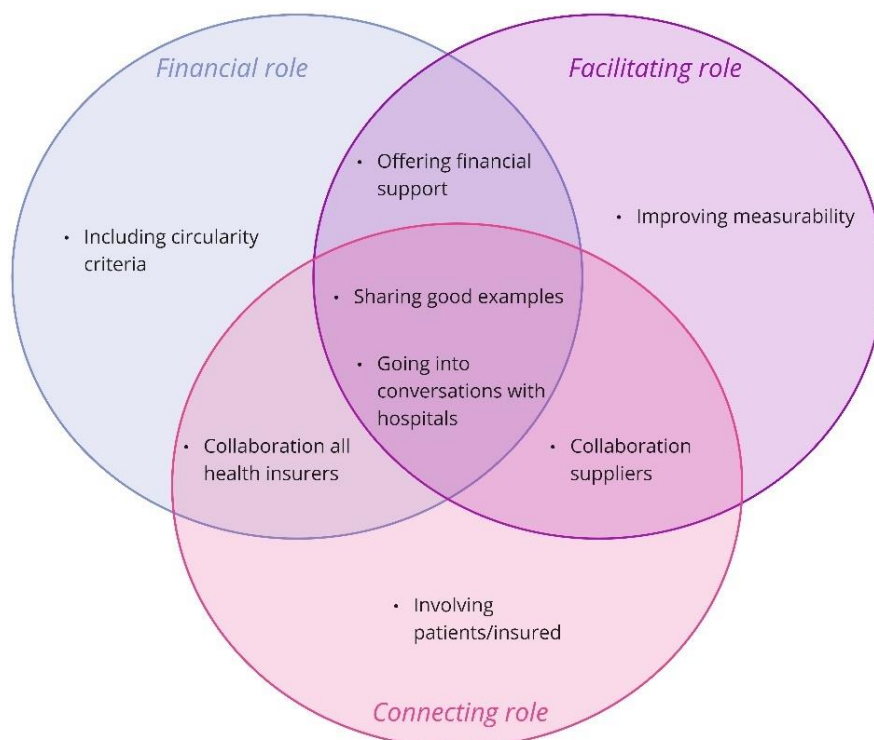 Financial role
Facilitating role
• Offering financial
support
• Improving measurability
• Including circularity
criteria
• Sharing good examples
• Going into
conversations with
hospitals
• Collaboration all
health insurers
• Collaboration
suppliers
• Involving
patients/insured
Connecting role